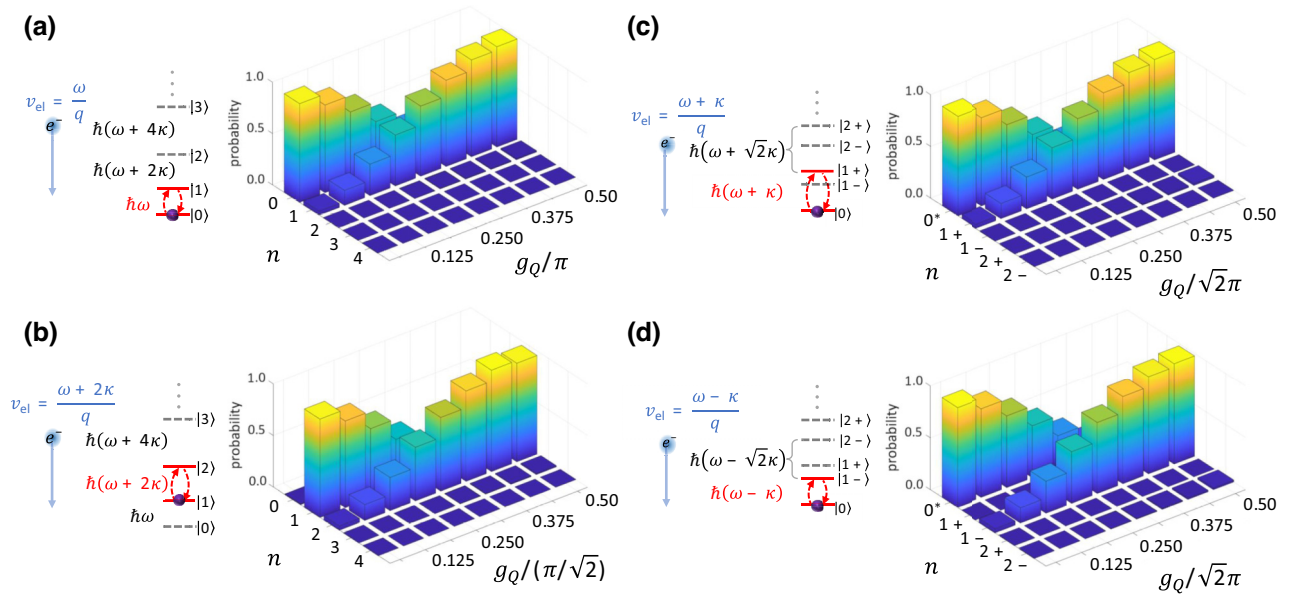 (a)
v_el = ω/q
e⁻
|3⟩
ħ(ω + 4κ)
|2⟩
ħ(ω + 2κ)
|1⟩
ħω
|0⟩
probability
1.0
0.5
0.0
0
1
2
3
4
n
0.125
0.250
0.375
0.50
g_Q/π
(c)
v_el = (ω + κ)/q
e⁻
|2 +⟩
|2 −⟩
ħ(ω + √2κ)
|1 +⟩
|1 −⟩
ħ(ω + κ)
|0⟩
probability
1.0
0.5
0.0
0*
1 +
1 −
2 +
2 −
n
0.125
0.250
0.375
0.50
g_Q/√2π
(b)
v_el = (ω + 2κ)/q
e⁻
|3⟩
ħ(ω + 4κ)
|2⟩
ħ(ω + 2κ)
|1⟩
ħω
|0⟩
probability
1.0
0.5
0.0
0
1
2
3
4
n
0.125
0.250
0.375
0.50
g_Q/(π/√2)
(d)
v_el = (ω − κ)/q
e⁻
|2 +⟩
|2 −⟩
ħ(ω − √2κ)
|1 +⟩
|1 −⟩
ħ(ω − κ)
|0⟩
probability
1.0
0.5
0.0
0*
1 +
1 −
2 +
2 −
n
0.125
0.250
0.375
0.50
g_Q/√2π